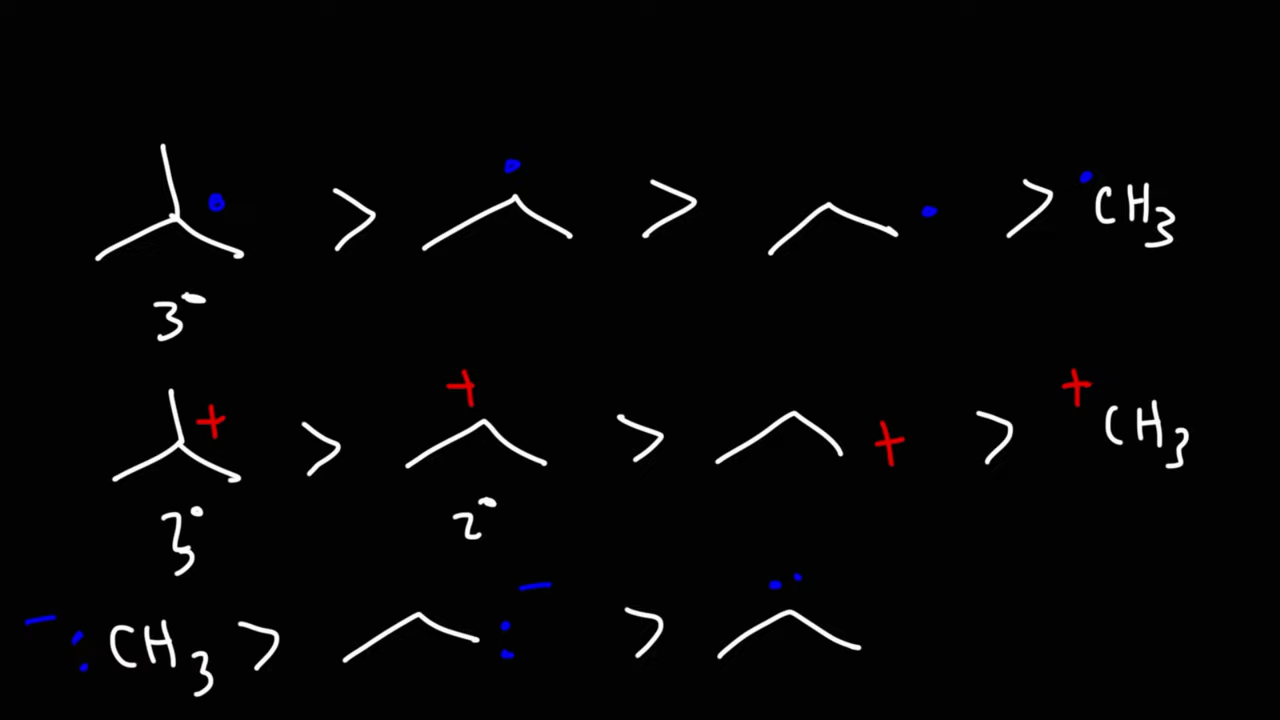 > > > •CH3
3°
+ > + > + > +CH3
3° 2°
− : CH3 > : − > ··